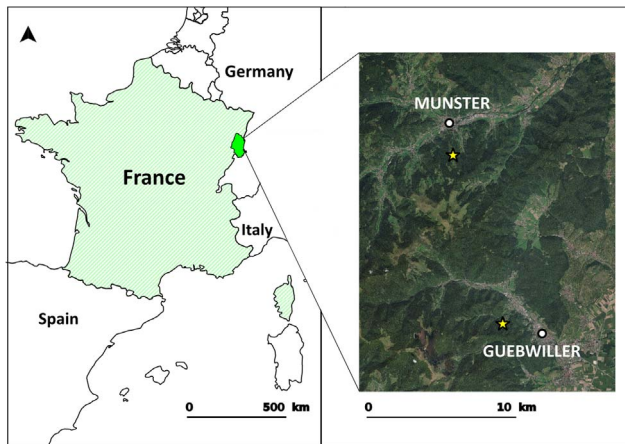 Germany
France
Italy
Spain
0 500 km
MUNSTER
GUEBWILLER
0 10 km